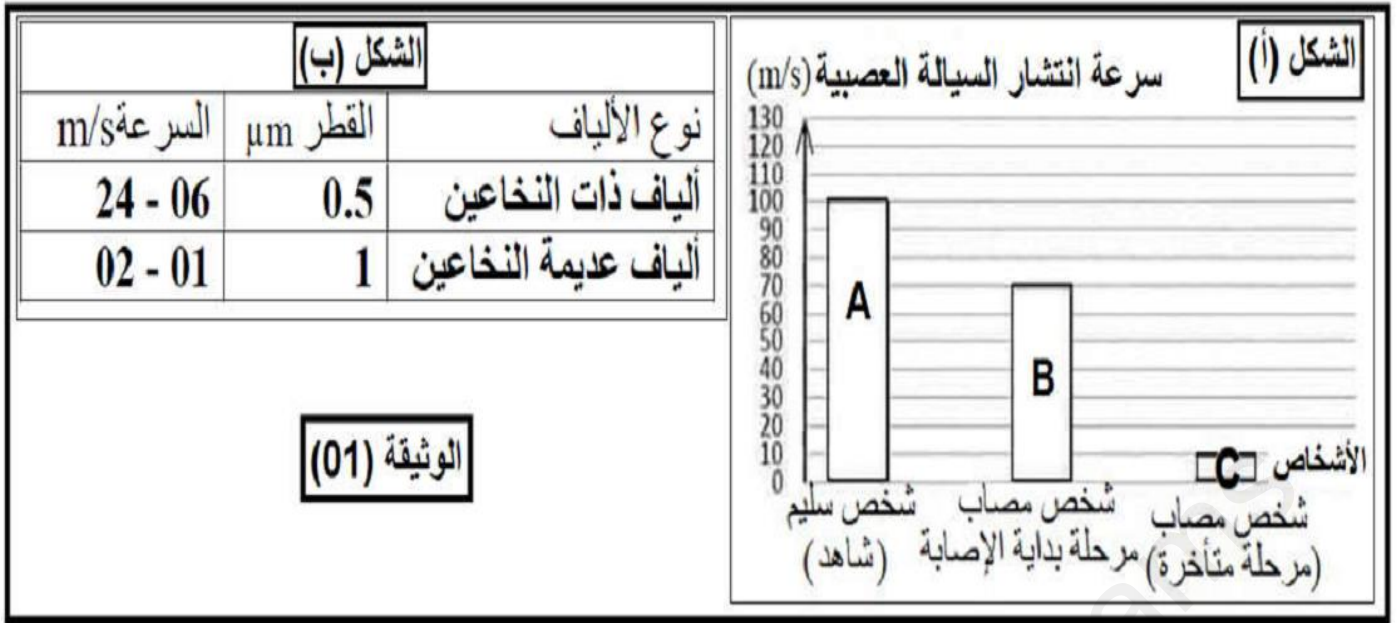 الشكل (أ)
سرعة انتشار السيالة العصبية (m/s)
130
120
110
100
90
80
70
60
50
40
30
20
10
0
A
B
C
الأشخاص
شخص سليم
(شاهد)
شخص مصاب
مرحلة بداية الإصابة
شخص مصاب
(مرحلة متأخرة)
الشكل (ب)
نوع الألياف القطر µm السرعة m/s
ألياف ذات النخاعين 0.5 24 - 06
ألياف عديمة النخاعين 1 02 - 01
الوثيقة (01)